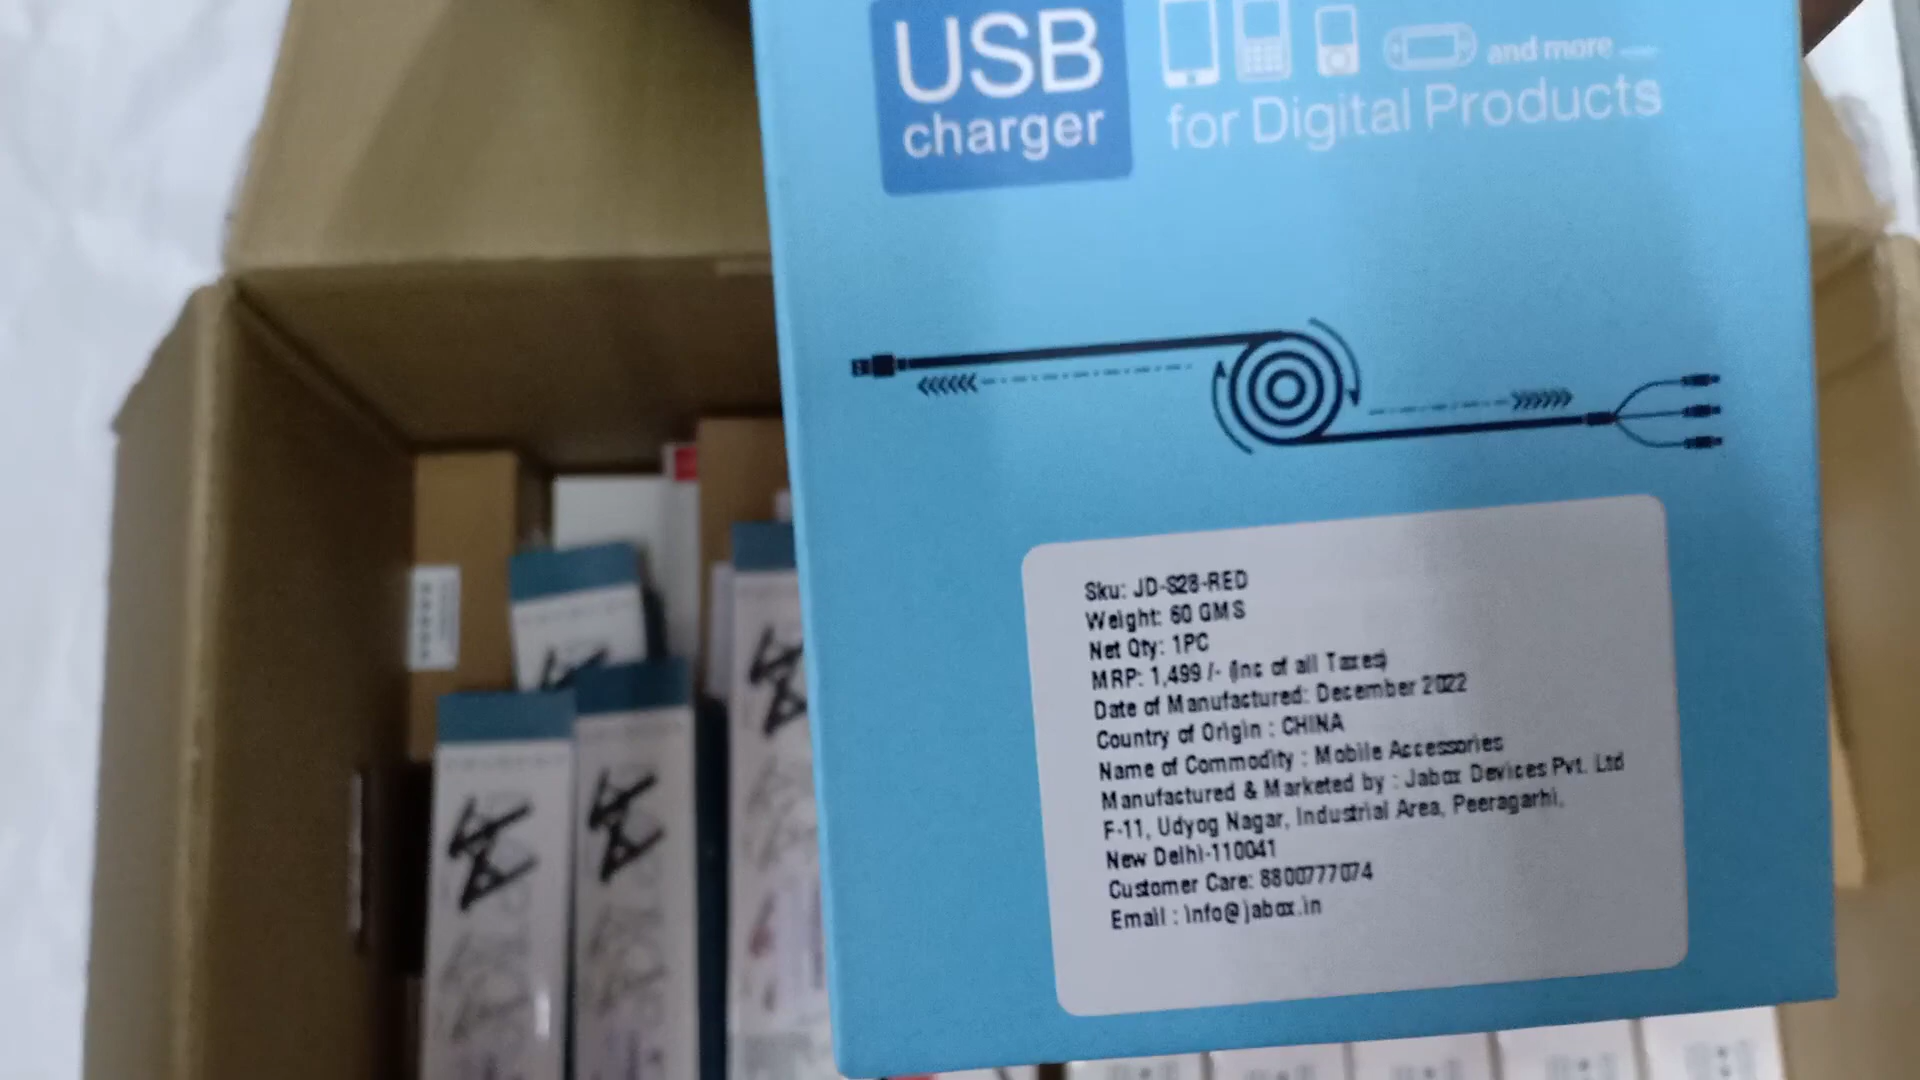 USB
charger
and more
for Digital Products
Sku: JD-S28-RED
Weight: 60 GMS
Net Qty: 1PC
MRP: 1,499 /- (Inc of all Taxes)
Date of Manufactured: December 2022
Country of Origin : CHINA
Name of Commodity : Mobile Accessories
Manufactured & Marketed by : Jabox Devices Pvt. Ltd
F-11, Udyog Nagar, Industrial Area, Peeragarhi,
New Delhi-110041
Customer Care: 8800777074
Email : info@jabox.in